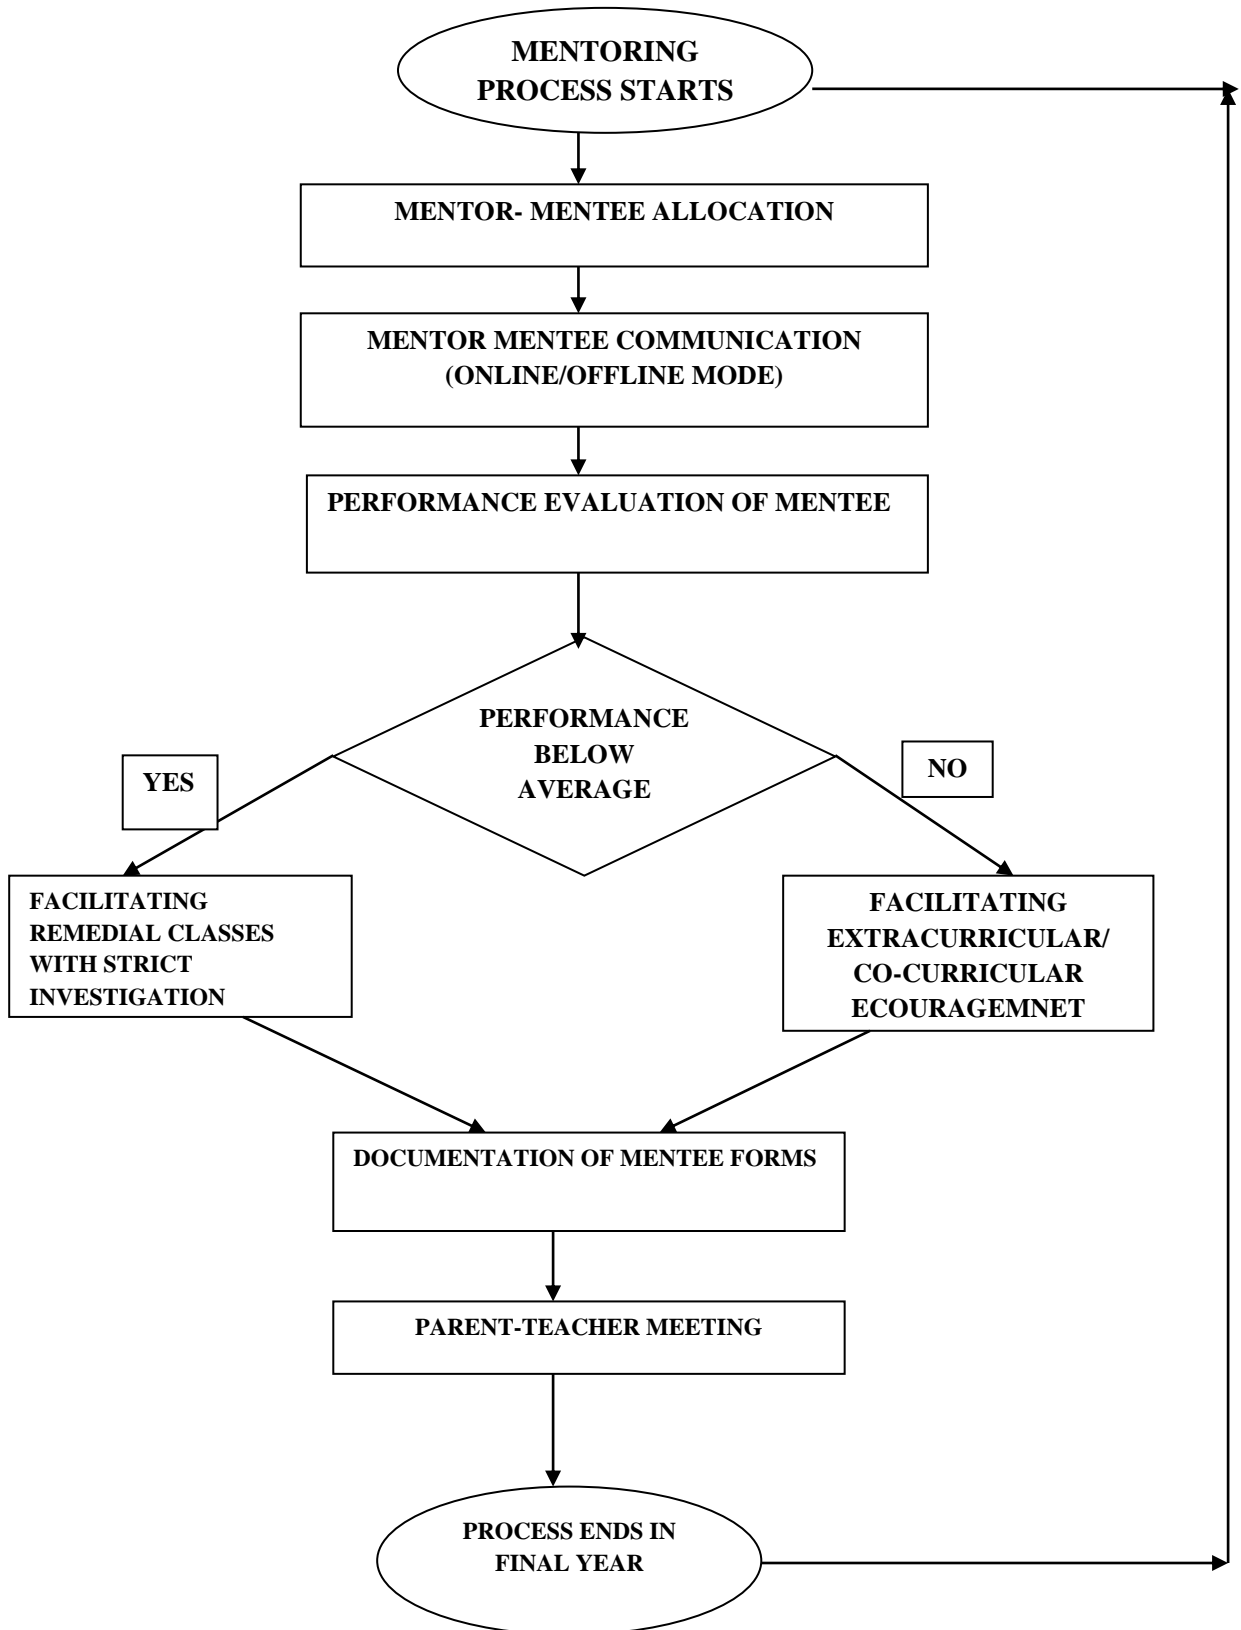 MENTORING
PROCESS STARTS
MENTOR- MENTEE ALLOCATION
MENTOR MENTEE COMMUNICATION
(ONLINE/OFFLINE MODE)
PERFORMANCE EVALUATION OF MENTEE
PERFORMANCE
BELOW
AVERAGE
YES
NO
FACILITATING
REMEDIAL CLASSES
WITH STRICT
INVESTIGATION
FACILITATING
EXTRACURRICULAR/
CO-CURRICULAR
ECOURAGEMNET
DOCUMENTATION OF MENTEE FORMS
PARENT-TEACHER MEETING
PROCESS ENDS IN
FINAL YEAR